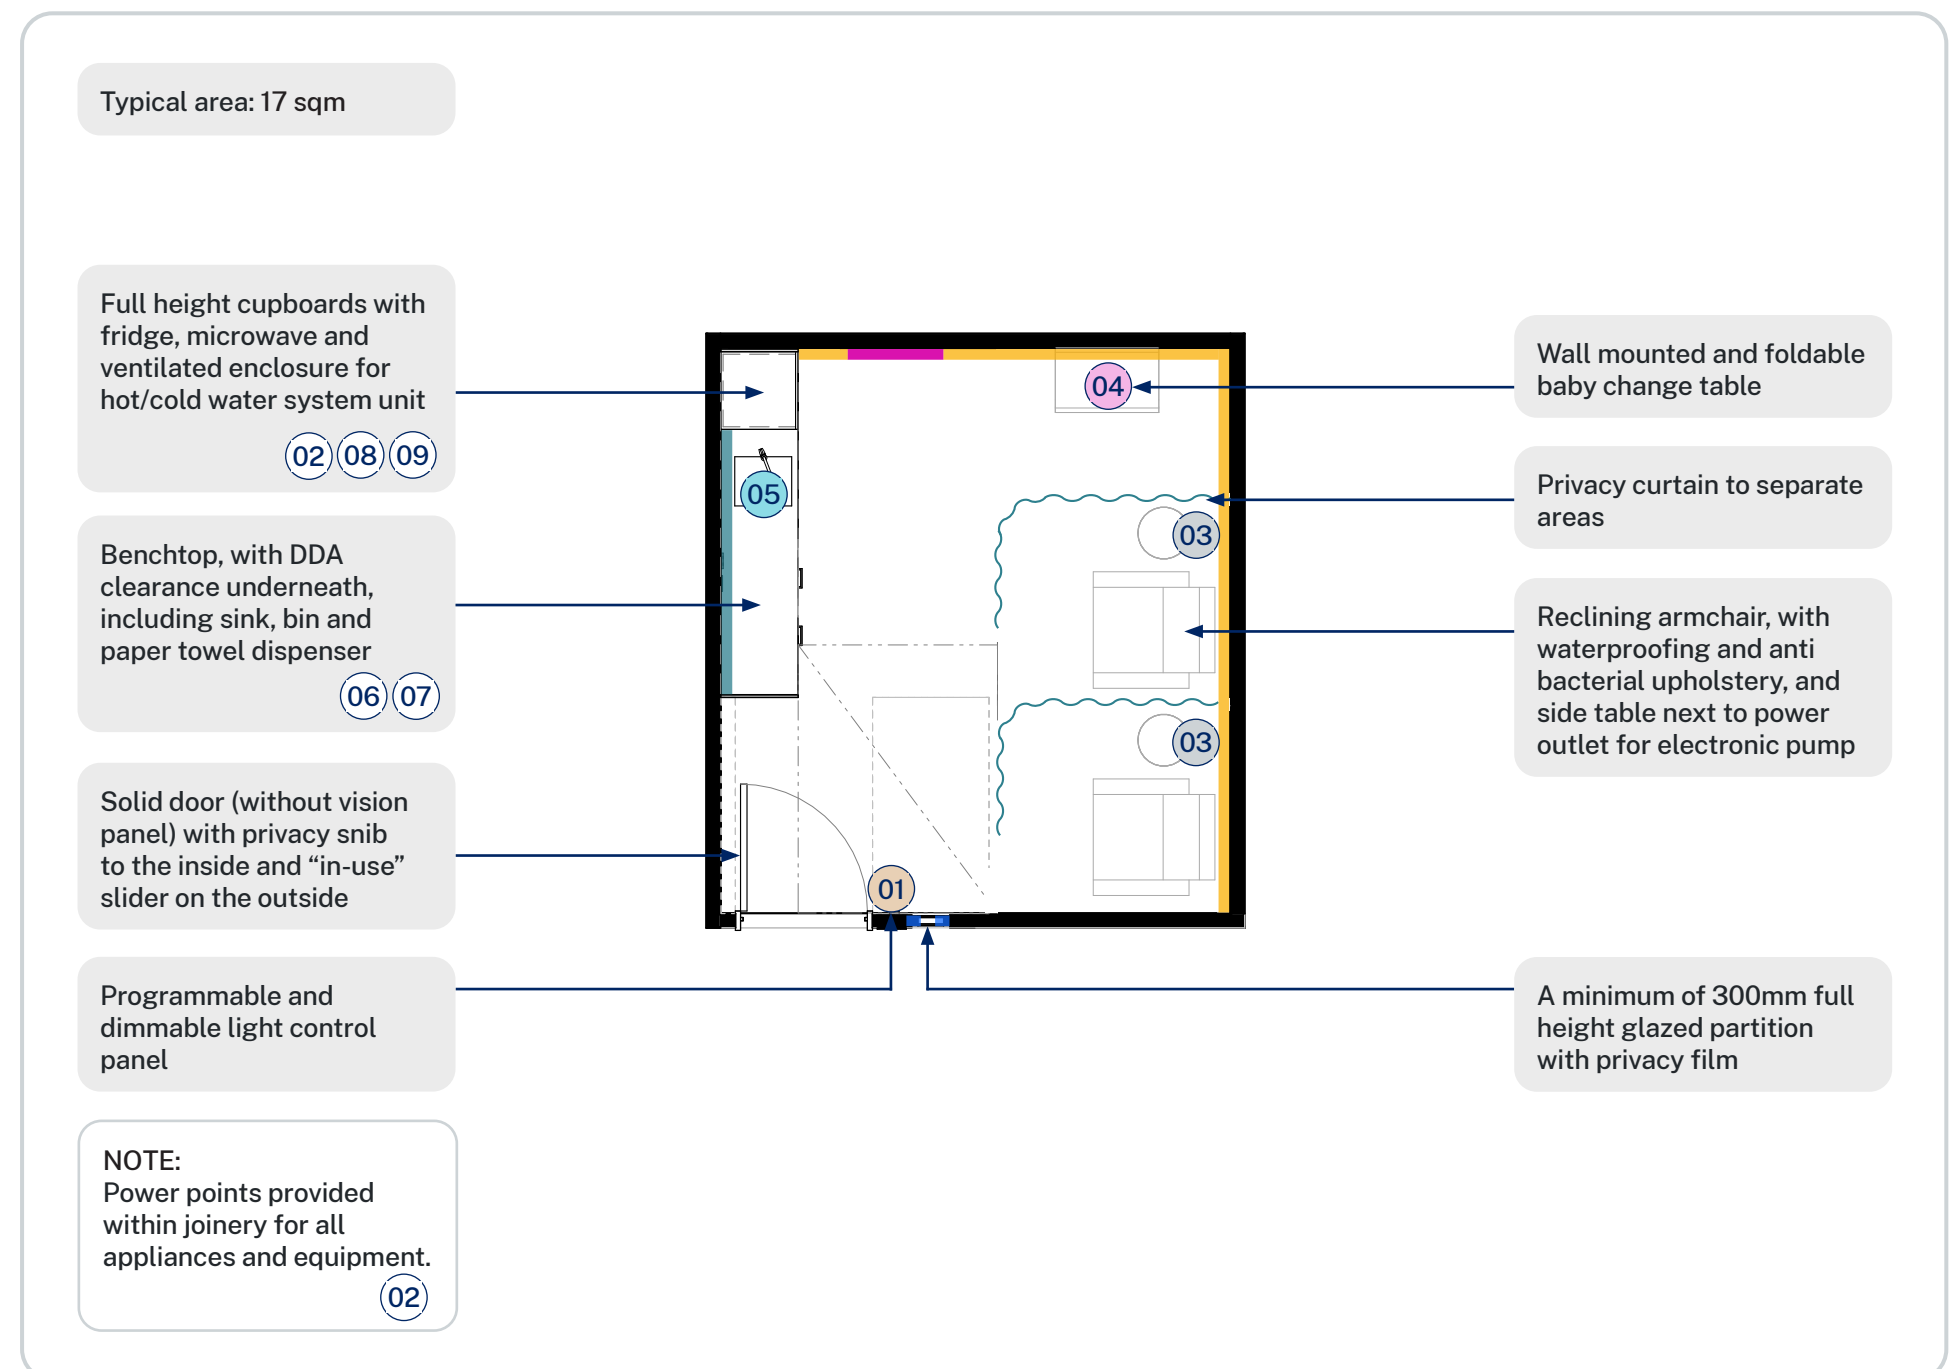 Typical area: 17 sqm
Full height cupboards with
fridge, microwave and
ventilated enclosure for
hot/cold water system unit
02 08 09
Benchtop, with DDA
clearance underneath,
including sink, bin and
paper towel dispenser
06 07
Solid door (without vision
panel) with privacy snib
to the inside and “in-use”
slider on the outside
Programmable and
dimmable light control
panel
NOTE:
Power points provided
within joinery for all
appliances and equipment.
02
04
05
03
03
01
Wall mounted and foldable
baby change table
Privacy curtain to separate
areas
Reclining armchair, with
waterproofing and anti
bacterial upholstery, and
side table next to power
outlet for electronic pump
A minimum of 300mm full
height glazed partition
with privacy film